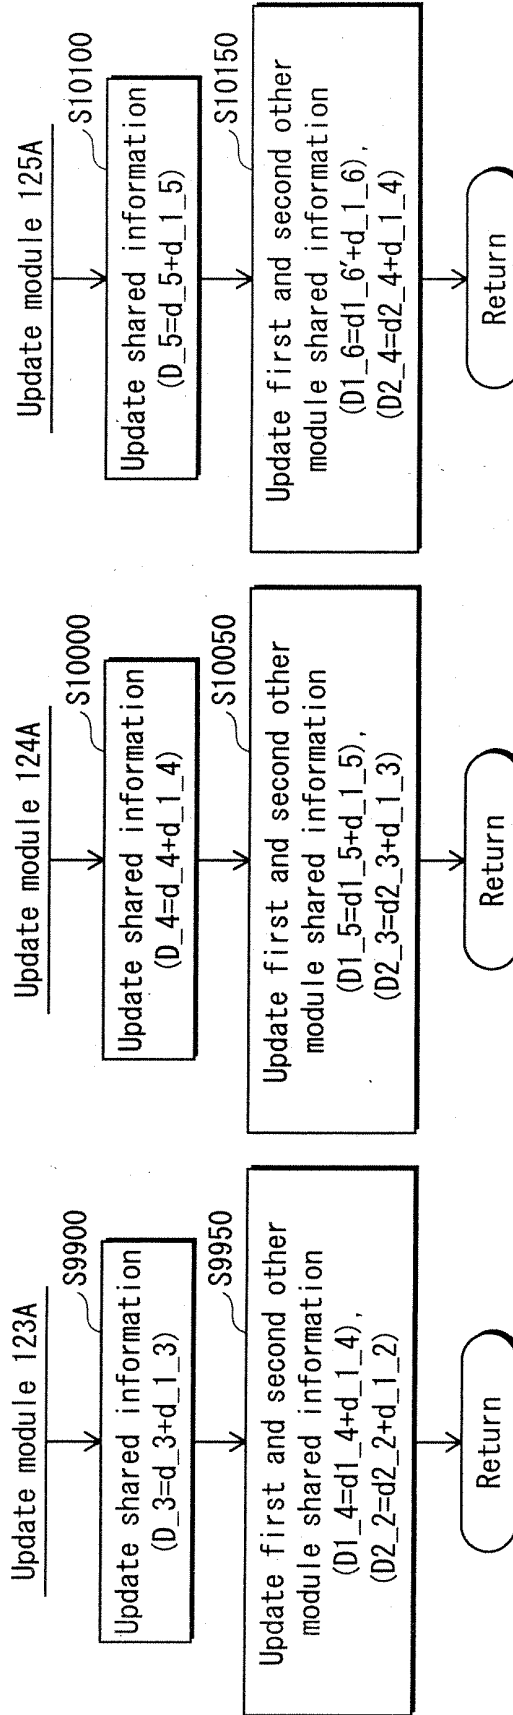 Update module 123A
S9900
Update shared information
(D_3=d_3+d_1_3)
S9950
Update first and second other
module shared information
(D1_4=d1_4+d_1_4),
(D2_2=d2_2+d_1_2)
Return
Update module 124A
S10000
Update shared information
(D_4=d_4+d_1_4)
S10050
Update first and second other
module shared information
(D1_5=d1_5+d_1_5),
(D2_3=d2_3+d_1_3)
Return
Update module 125A
S10100
Update shared information
(D_5=d_5+d_1_5)
S10150
Update first and second other
module shared information
(D1_6=d1_6′+d_1_6),
(D2_4=d2_4+d_1_4)
Return